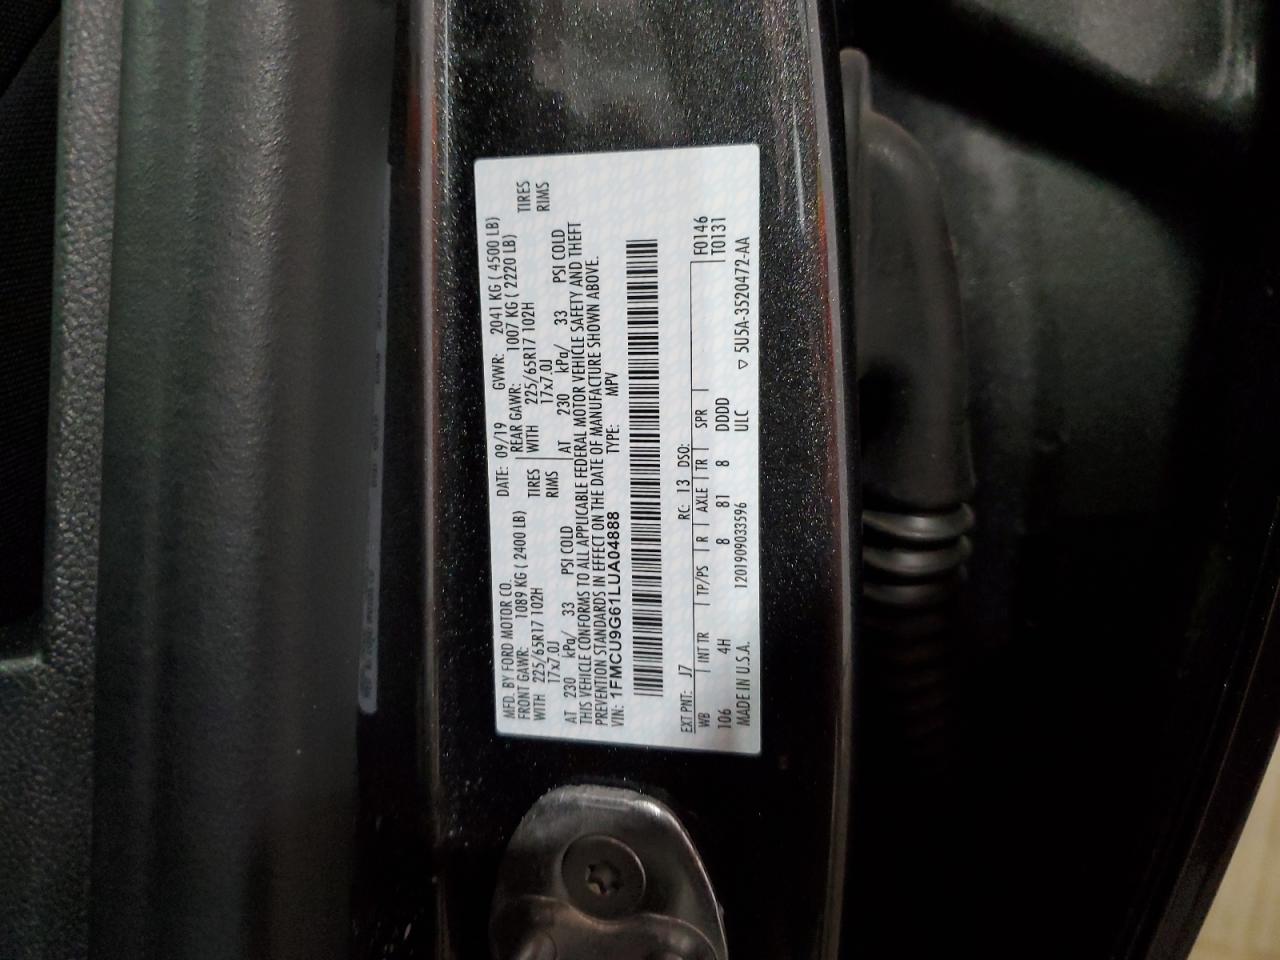 MFD. BY FORD MOTOR CO. DATE: 09/19 GVWR: 2041 KG ( 4500 LB)
FRONT GAWR: 1089 KG ( 2400 LB) REAR GAWR: 1007 KG ( 2220 LB)
WITH 225/65R17 102H TIRES WITH 225/65R17 102H TIRES
17x7.0J RIMS 17x7.0J RIMS
AT 230 kPa/ 33 PSI COLD AT 230 kPa/ 33 PSI COLD
THIS VEHICLE CONFORMS TO ALL APPLICABLE FEDERAL MOTOR VEHICLE SAFETY AND THEFT
PREVENTION STANDARDS IN EFFECT ON THE DATE OF MANUFACTURE SHOWN ABOVE.
VIN: 1FMCU9G61LUA04888 TYPE: MPV
EXT PNT: J7 RC: 13 DSO:
WB INT TR TP/PS R AXLE TR SPR F0146
106 4H 8 81 8 DDDD T0131
MADE IN U.S.A. 1201909033596 ULC ▽ 5U5A-3520472-AA